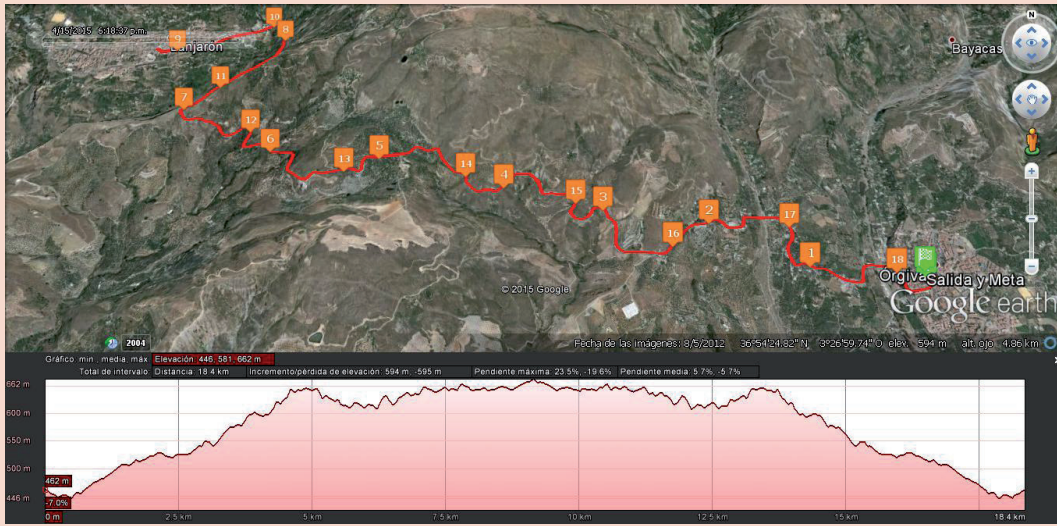 4/15/2015 6:18:37 p.m.
10
8
9
Lanjarón
Bayacas
N
11
7
12
6
13
5
14
4
15
3
16
2
17
1
18
Órgiva
Salida y Meta
© 2015 Google
Google earth
2004
Fecha de las imágenes: 8/5/2012 36°54'24.82" N 3°26'59.74" O elev. 594 m alt. ojo 4.86 km
Gráfico: mín., media, máx. Elevación: 446, 581, 662 m
Total de intervalo: Distancia: 18.4 km Incremento/pérdida de elevación: 594 m, -595 m Pendiente máxima: 23.5%, -19.6% Pendiente media: 5.7%, -5.7%
662 m
600 m
550 m
500 m
462 m
446 m
-7.0%
0 m 2.5 km 5 km 7.5 km 10 km 12.5 km 15 km 18.4 km